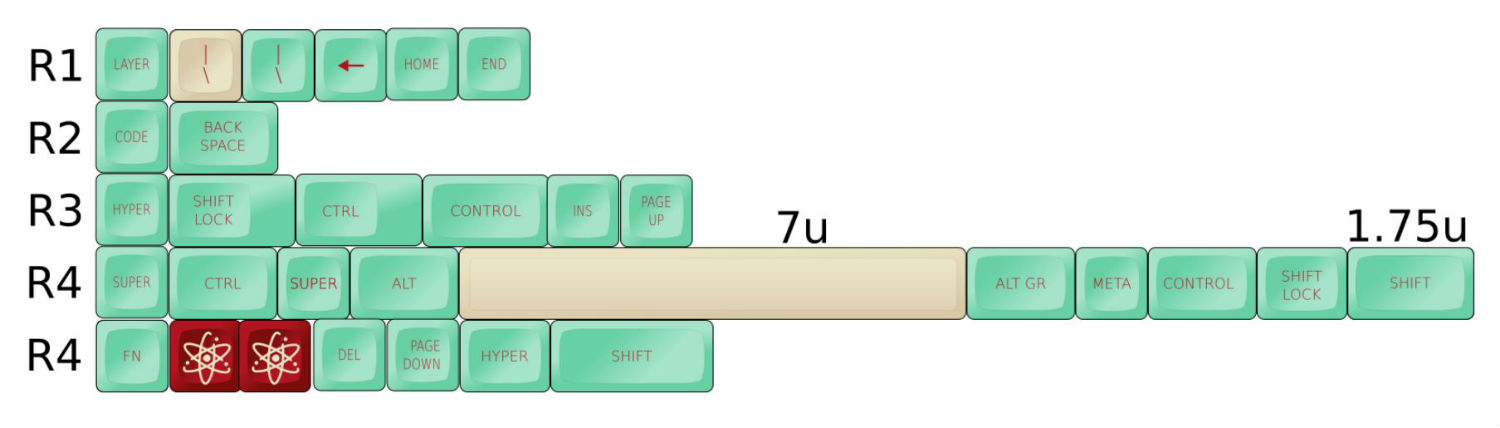 R1 LAYER | \ | \ ← HOME END
R2 CODE BACK
SPACE
R3 HYPER SHIFT
LOCK CTRL CONTROL INS PAGE
UP
7u
1.75u
R4 SUPER CTRL SUPER ALT ALT GR META CONTROL SHIFT
LOCK SHIFT
R4 FN DEL PAGE
DOWN HYPER SHIFT